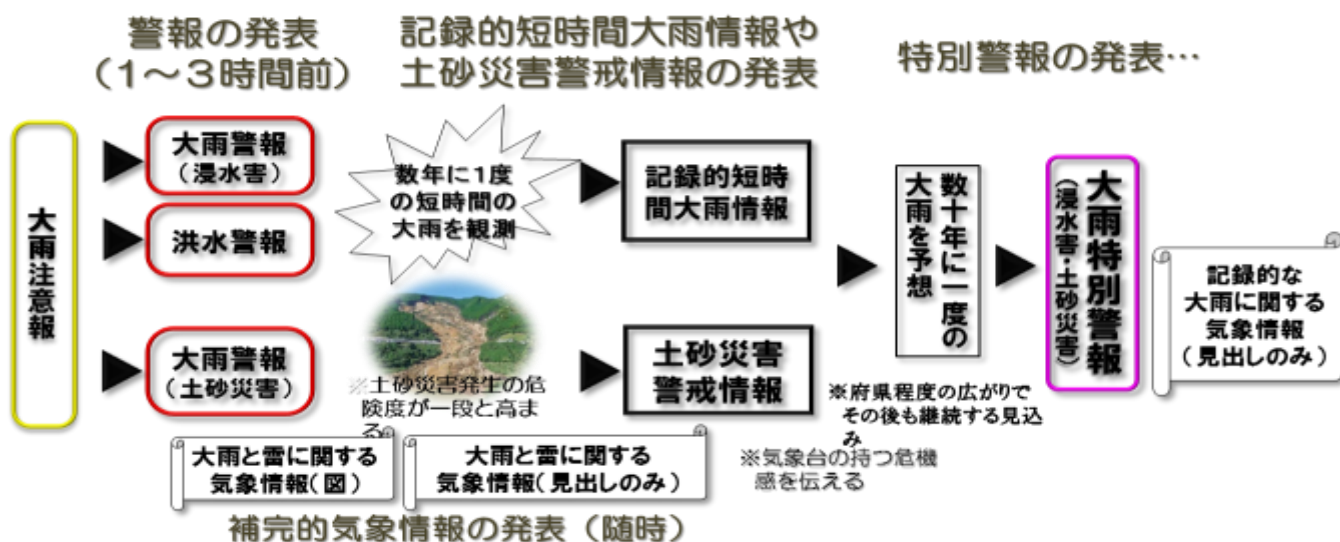 警報の発表
（1～3時間前）
記録的短時間大雨情報や
土砂災害警戒情報の発表
特別警報の発表…
大雨注意報
大雨警報
（浸水害）
洪水警報
大雨警報
（土砂災害）
数年に1度
の短時間の
大雨を観測
※土砂災害発生の危
険度が一段と高ま
る
記録的短時
間大雨情報
土砂災害
警戒情報
数十年に一度の
大雨を予想
※府県程度の広がりで
その後も継続する見込
み
※気象台の持つ危機
感を伝える
大雨特別警報
（浸水害・土砂災害）
記録的な
大雨に関する
気象情報
（見出しのみ）
大雨と雷に関する
気象情報（図）
大雨と雷に関する
気象情報（見出しのみ）
補完的気象情報の発表（随時）